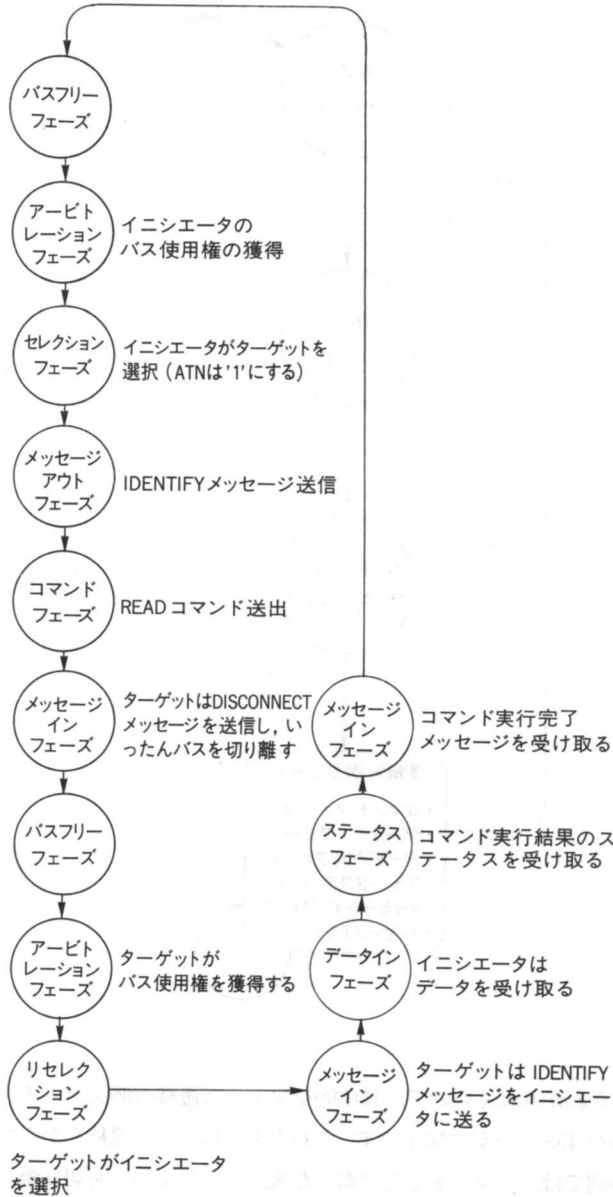 バスフリー
フェーズ
アービト
レーション
フェーズ
イニシエータの
バス使用権の獲得
セレクション
フェーズ
イニシエータがターゲットを
選択（ATNは'1'にする）
メッセージ
アウト
フェーズ
IDENTIFYメッセージ送信
コマンド
フェーズ
READコマンド送出
メッセージ
イン
フェーズ
ターゲットはDISCONNECT
メッセージを送信し，い
ったんバスを切り離す
バスフリー
フェーズ
アービト
レーション
フェーズ
ターゲットが
バス使用権を獲得する
リセレク
ション
フェーズ
ターゲットがイニシエータ
を選択
メッセージ
イン
フェーズ
ターゲットは IDENTIFY
メッセージをイニシエー
タに送る
データイン
フェーズ
イニシエータは
データを受け取る
ステータス
フェーズ
コマンド実行結果のス
テータスを受け取る
メッセージ
イン
フェーズ
コマンド実行完了
メッセージを受け取る